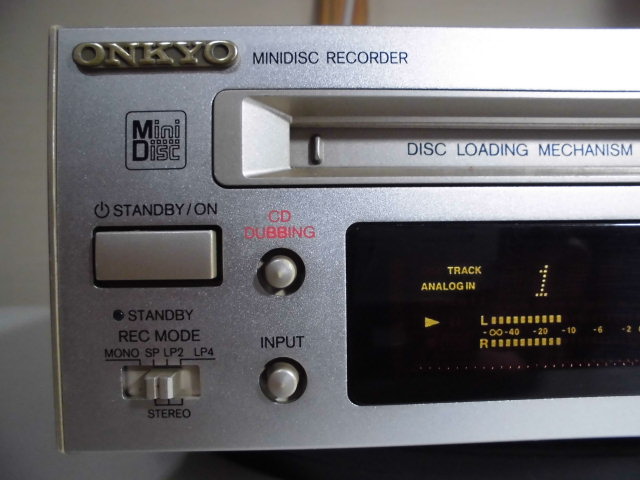 ONKYO MINIDISC RECORDER
Mini
Disc
DISC LOADING MECHANISM
STANDBY/ON
CD
DUBBING
TRACK 1
ANALOG IN
L
-∞ -40 -20 -10 -6 -2
R
STANDBY
REC MODE
MONO SP LP2 LP4
STEREO
INPUT